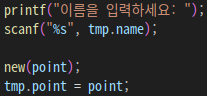 printf("이름을 입력하세요: ");
scanf("%s", tmp.name);
new(point);
tmp.point = point;